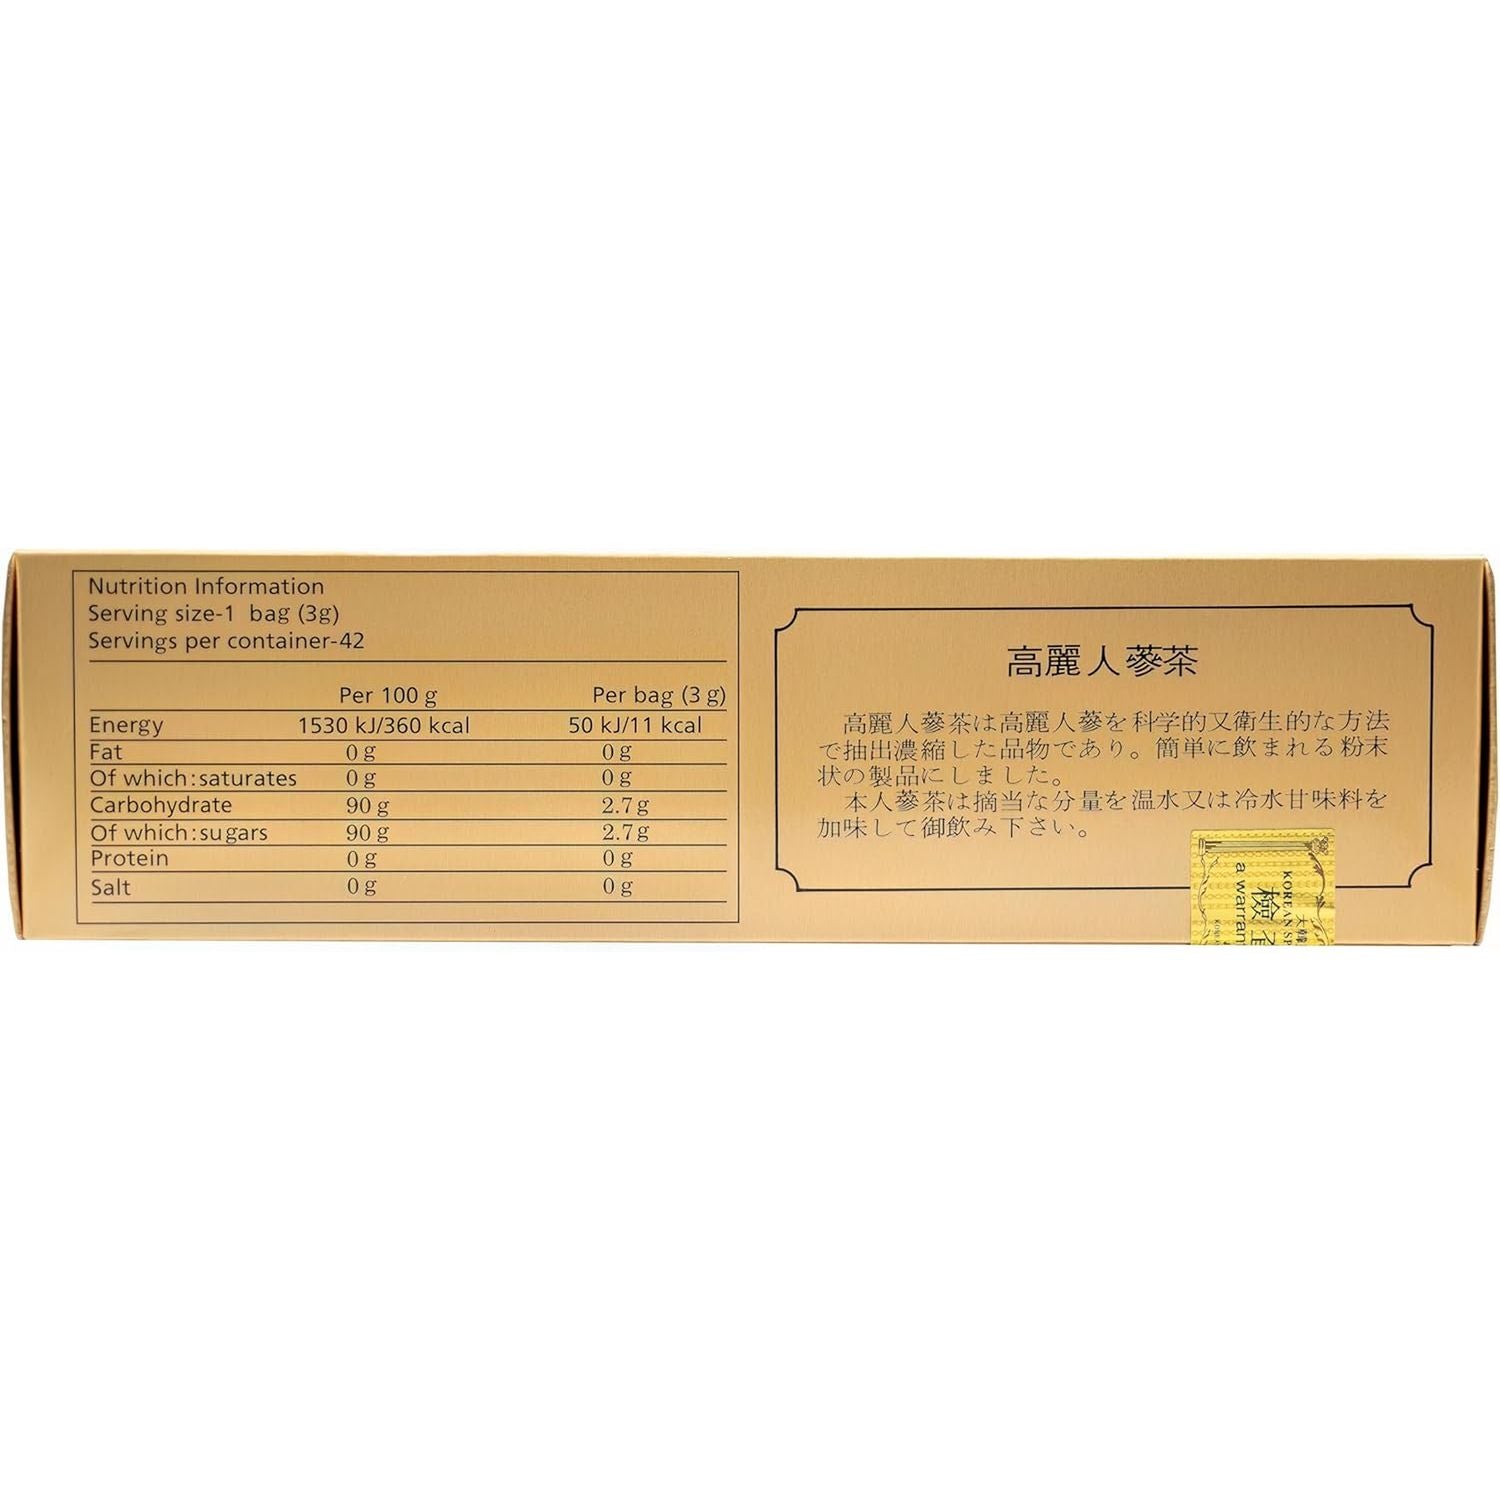 Nutrition Information
Serving size-1 bag (3g)
Servings per container-42
Per 100 g Per bag (3 g)
Energy 1530 kJ/360 kcal 50 kJ/11 kcal
Fat 0 g 0 g
Of which:saturates 0 g 0 g
Carbohydrate 90 g 2.7 g
Of which:sugars 90 g 2.7 g
Protein 0 g 0 g
Salt 0 g 0 g
高麗人蔘茶
高麗人蔘茶は高麗人蔘を科学的又衛生的な方法
で抽出濃縮した品物であり。簡単に飲まれる粉末
状の製品にしました。
本人蔘茶は摘当な分量を温水又は冷水甘味料を
加味して御飲み下さい。
大韓
KOREAN
檢
a